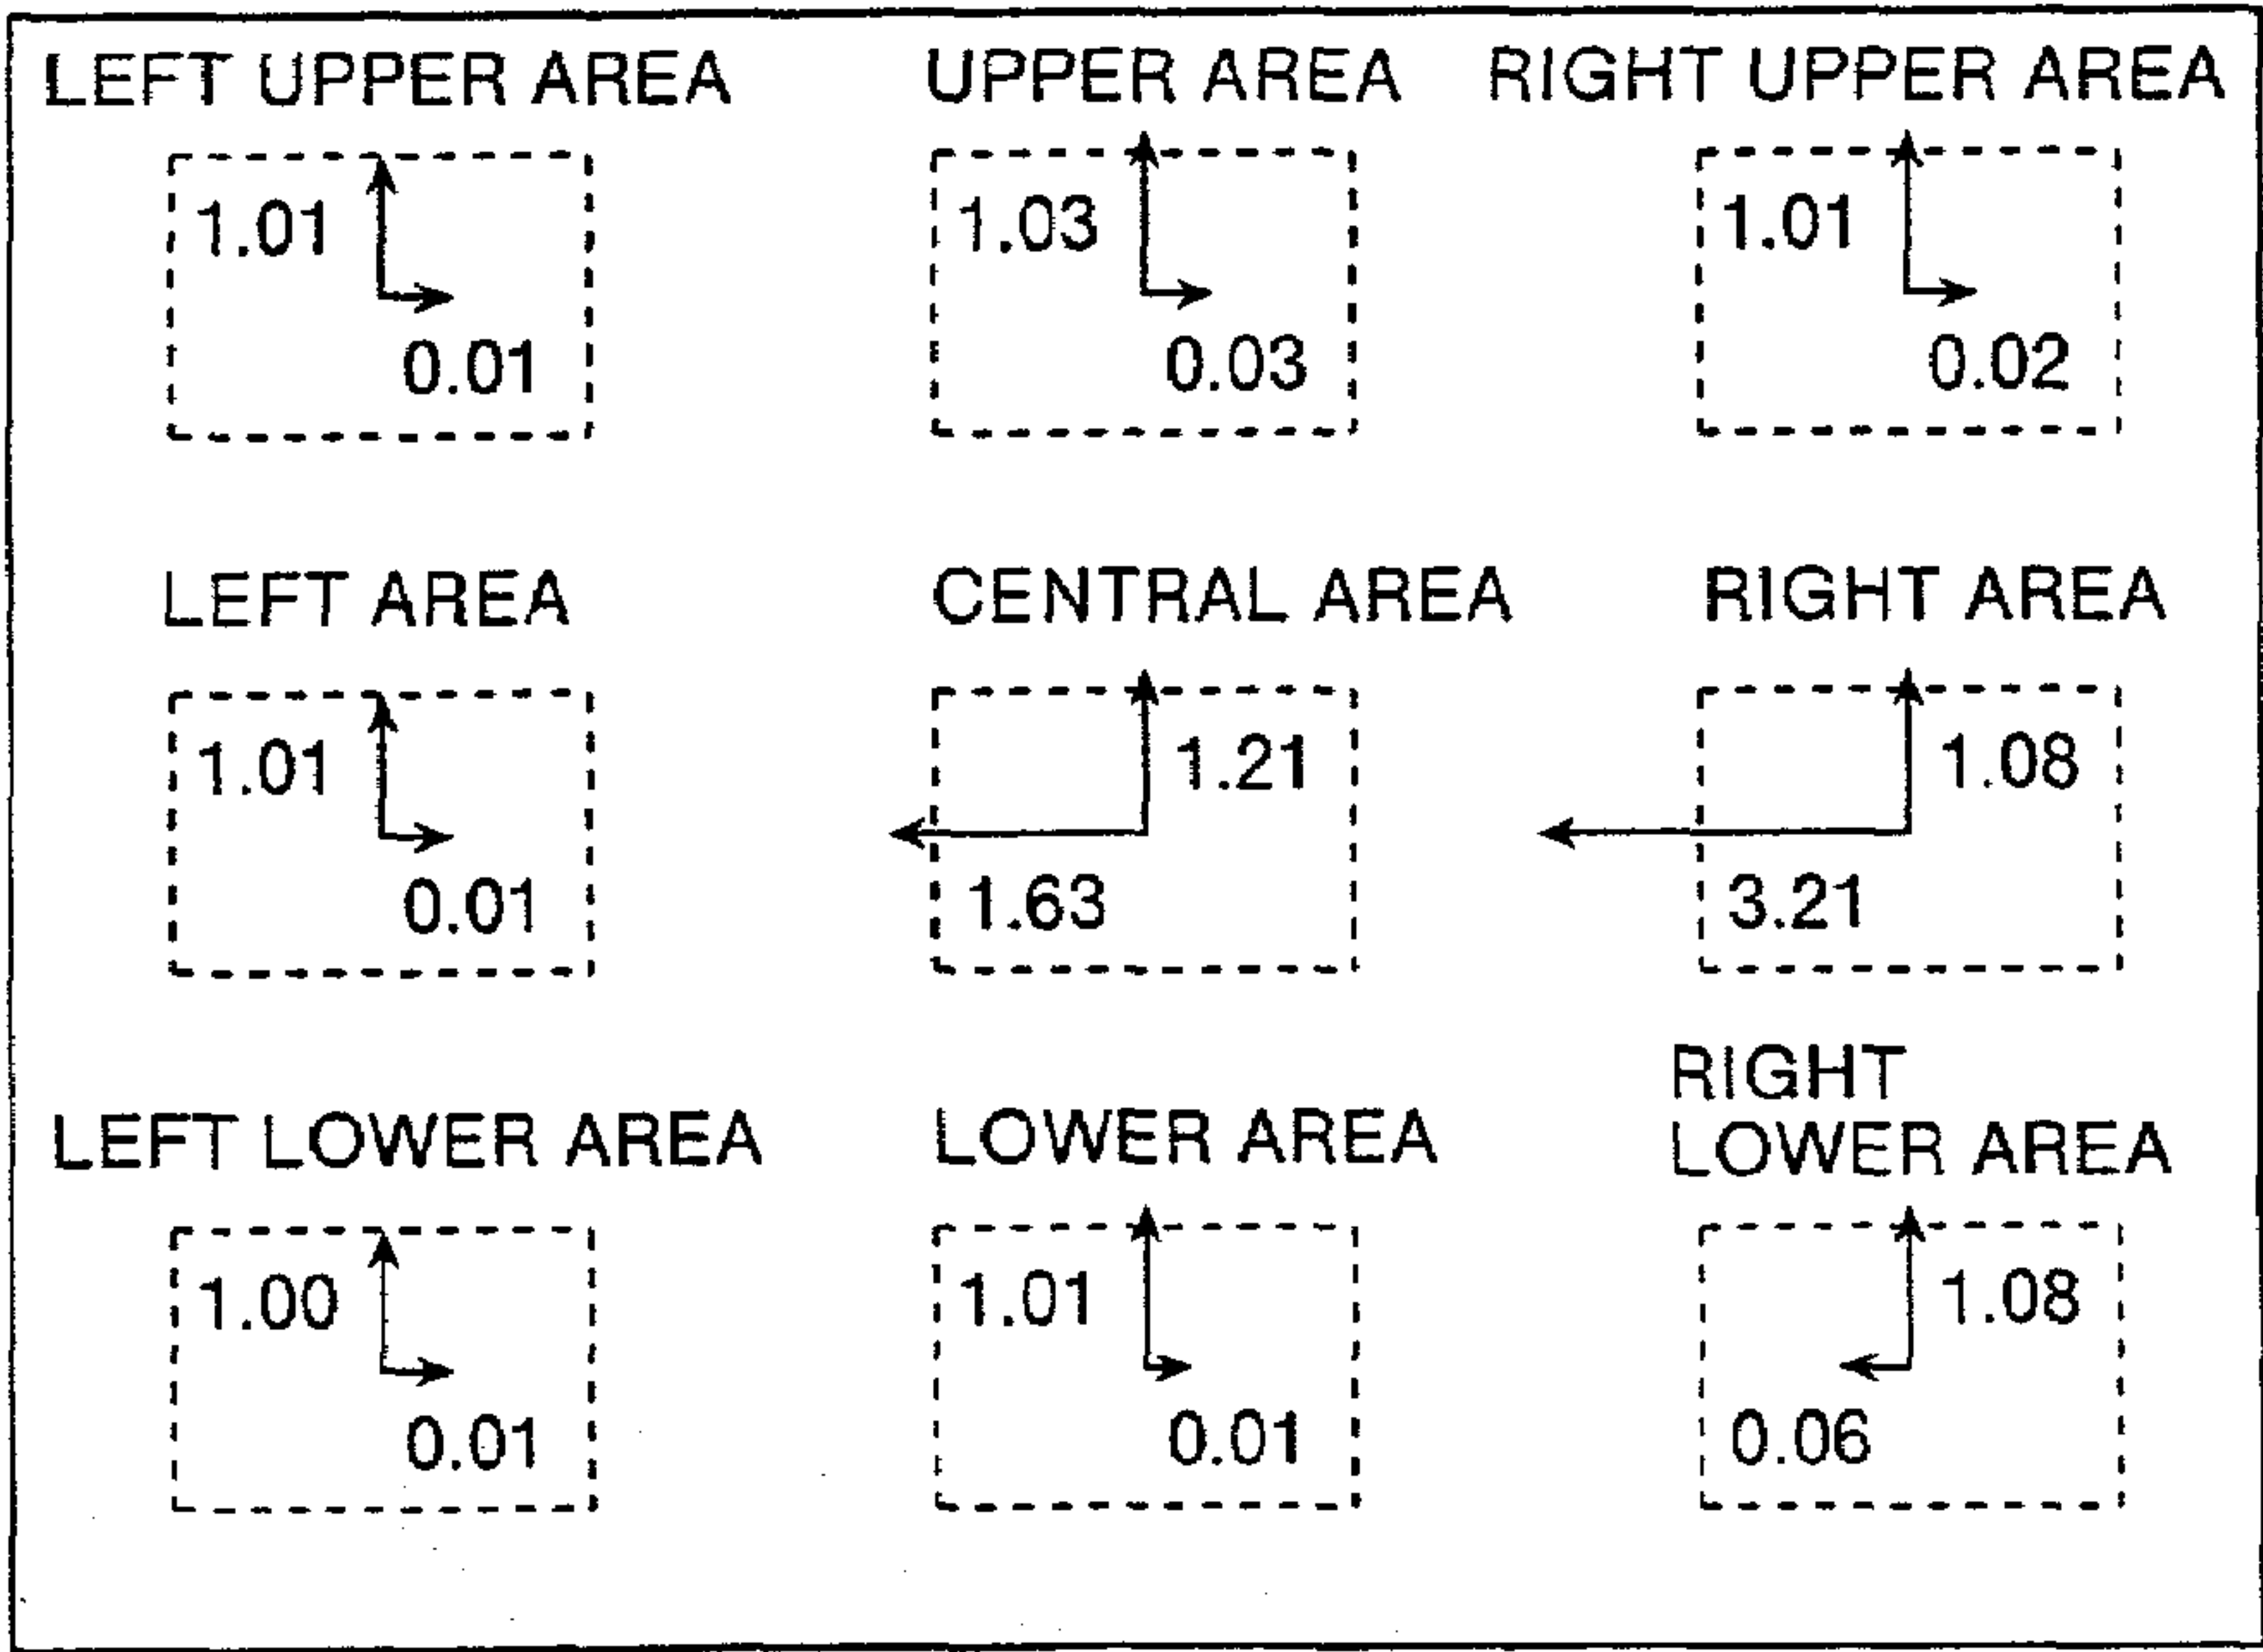 LEFT UPPER AREA
UPPER AREA
RIGHT UPPER AREA
1.01
0.01
1.03
0.03
1.01
0.02
LEFT AREA
CENTRAL AREA
RIGHT AREA
1.01
0.01
1.21
1.63
1.08
3.21
LEFT LOWER AREA
LOWER AREA
RIGHT
LOWER AREA
1.00
0.01
1.01
0.01
1.08
0.06